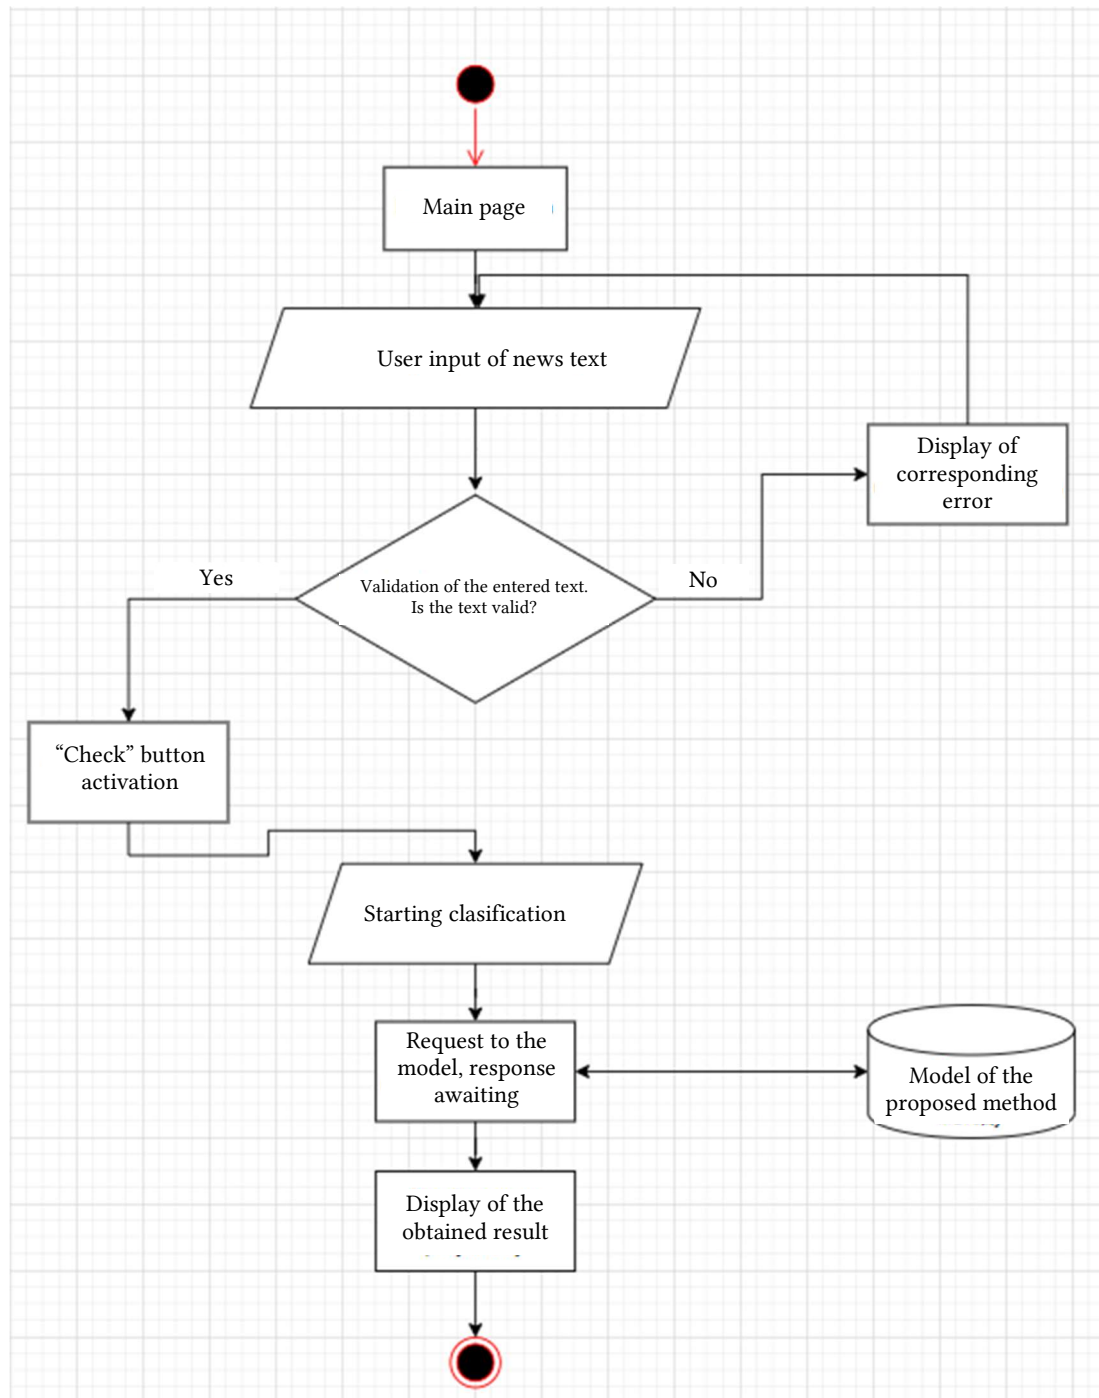 Main page
User input of news text
Display of
corresponding
error
Validation of the entered text.
Is the text valid?
Yes
No
“Check” button
activation
Starting clasification
Request to the
model, response
awaiting
Model of the
proposed method
Display of the
obtained result